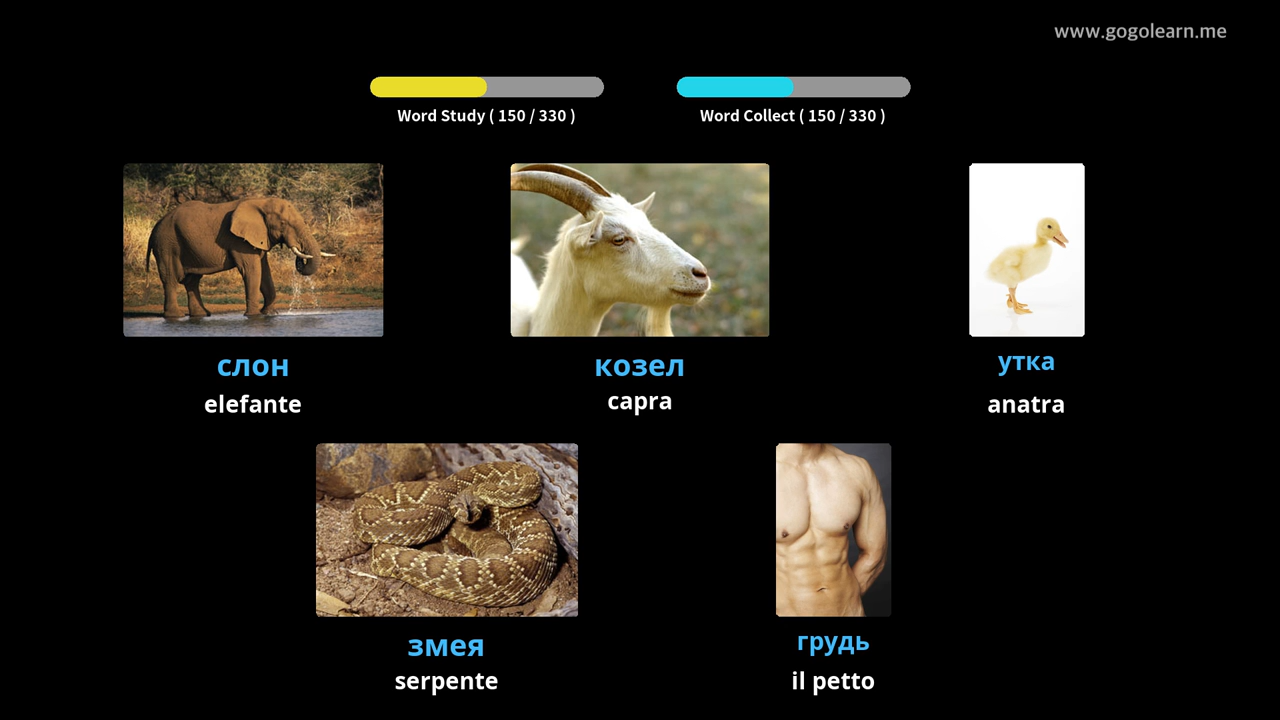 www.gogolearn.me
Word Study ( 150 / 330 )
Word Collect ( 150 / 330 )
слон
elefante
козел
capra
утка
anatra
змея
serpente
грудь
il petto